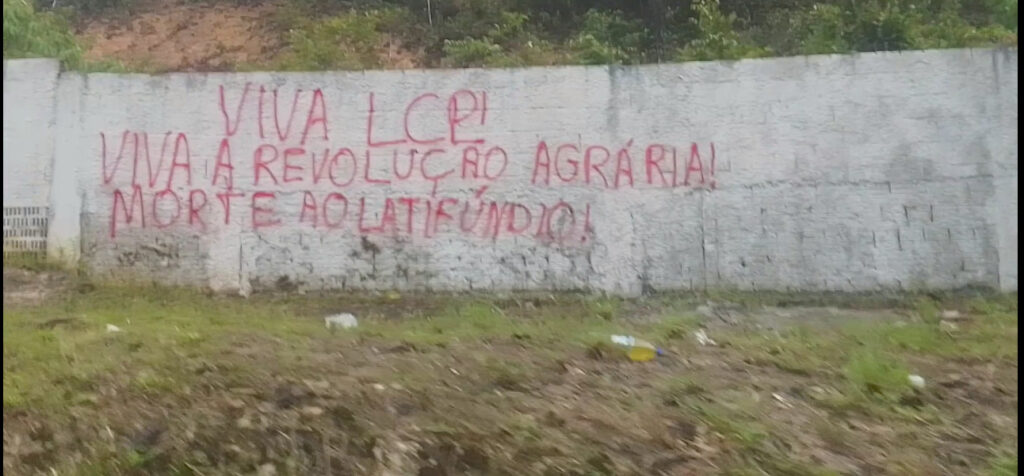 VIVA LCP!
VIVA A REVOLUÇÃO AGRÁRIA!
MORTE AO LATIFÚNDIO!